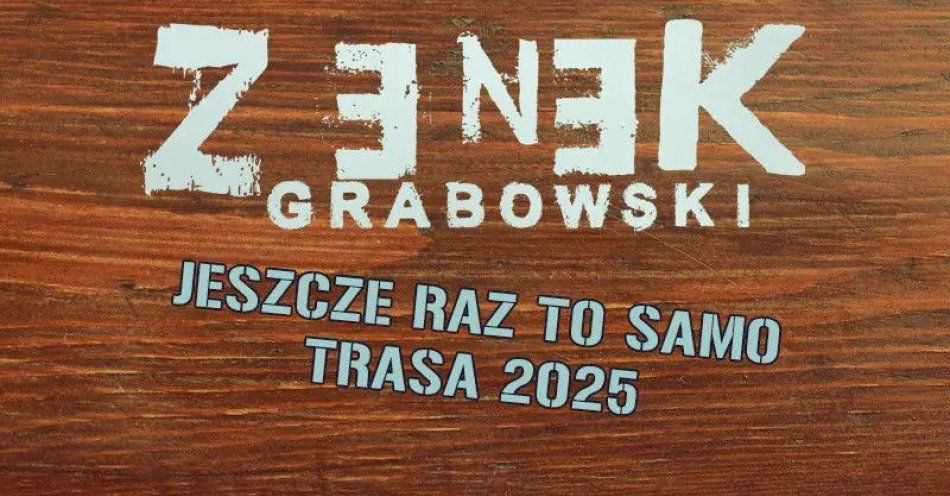 ZENEK
GRABOWSKI
JESZCZE RAZ TO SAMO
TRASA 2025